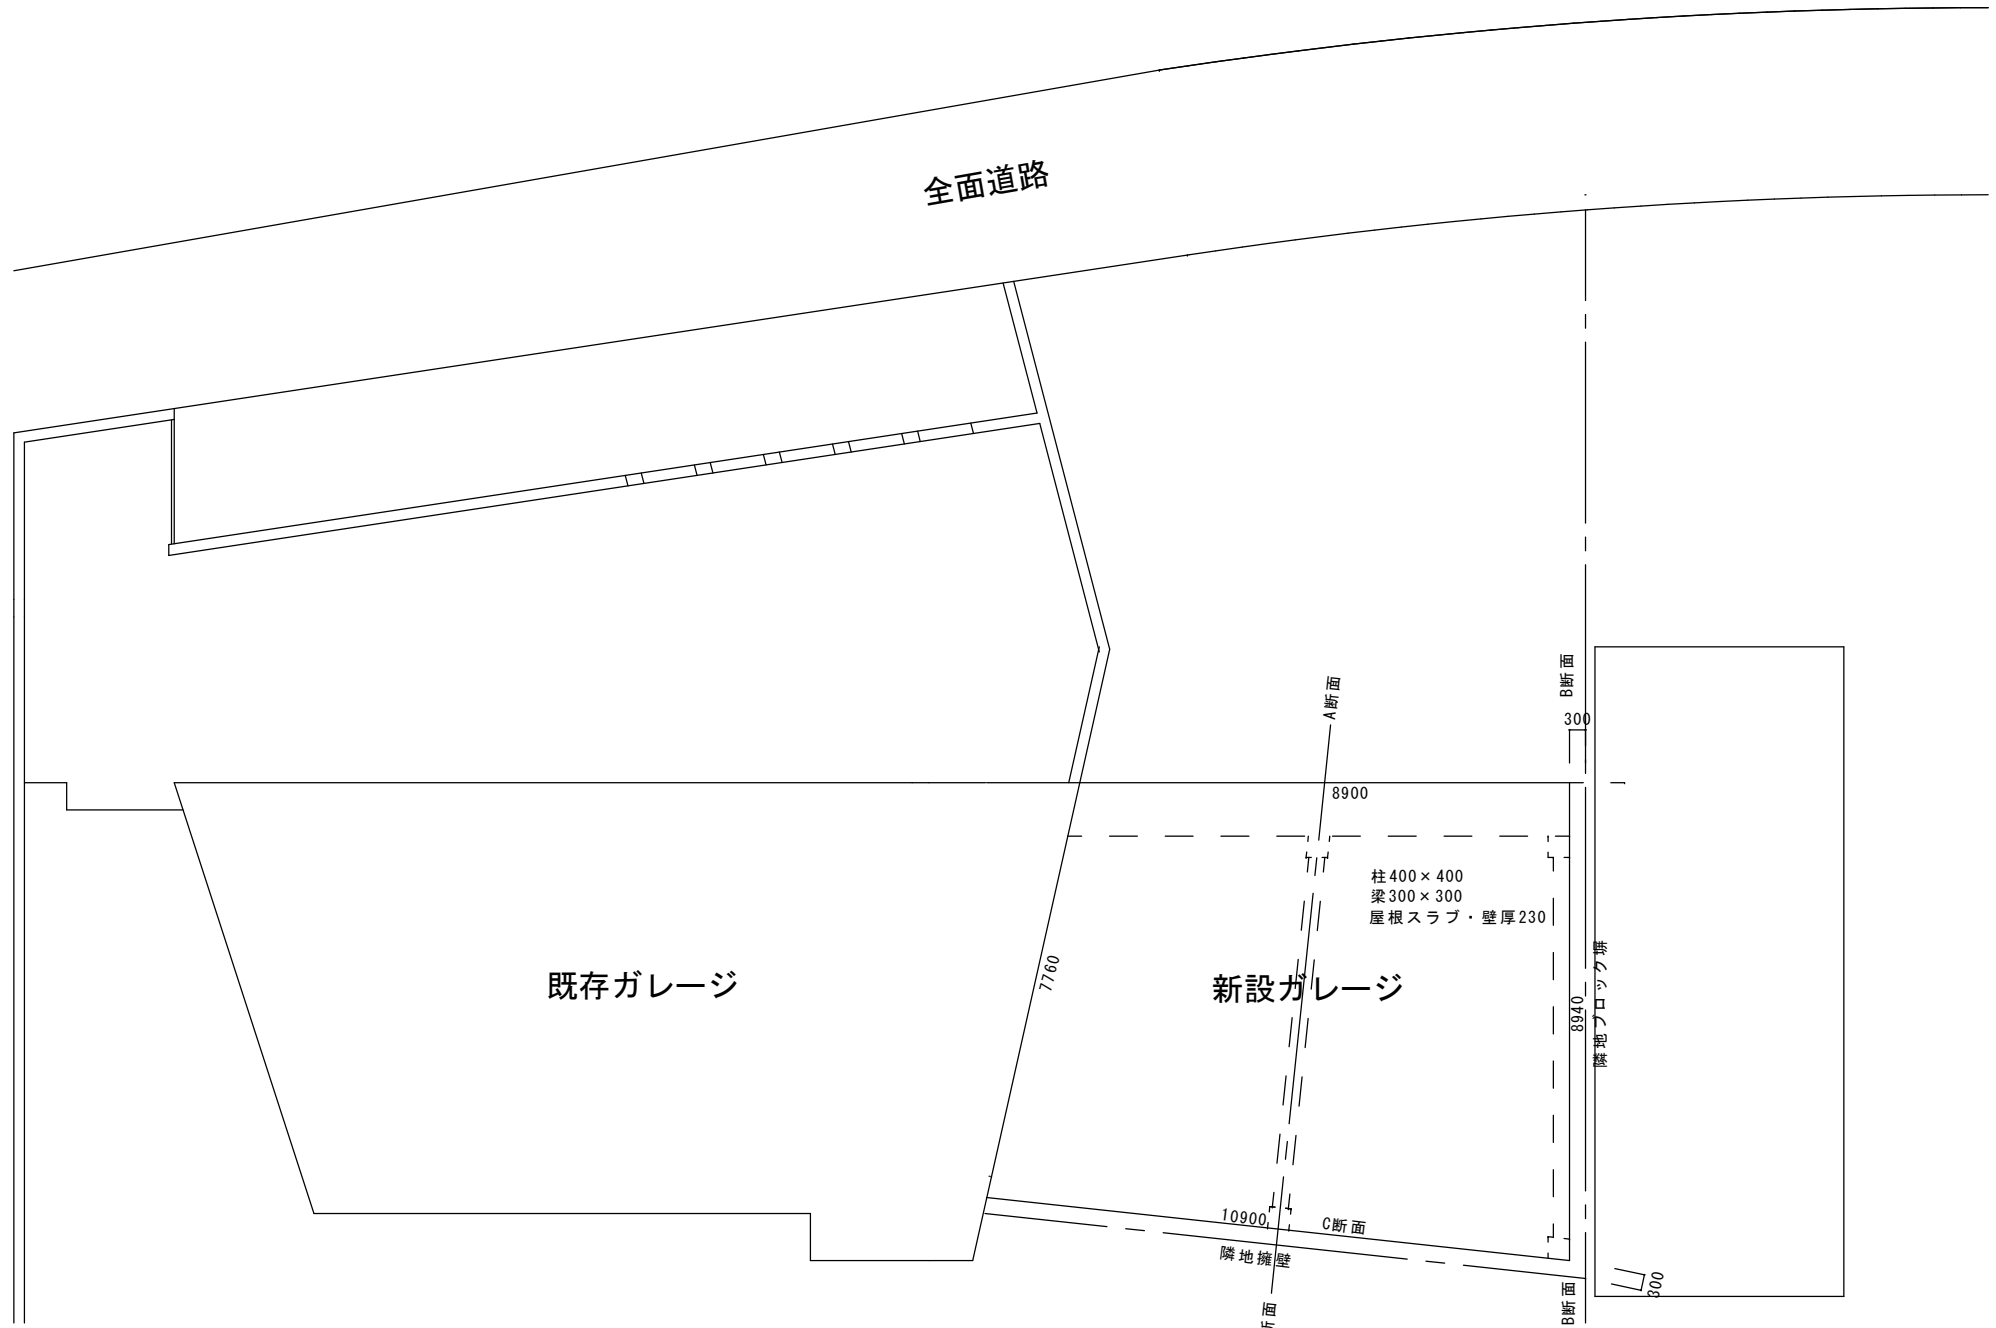 全面道路
B断面
A断面
300
8900
柱400×400
梁300×300
屋根スラブ・壁厚230
既存ガレージ
7760
新設ガレージ
8940
隣地ブロック塀
10900
C断面
隣地擁壁
300
B断面
断面